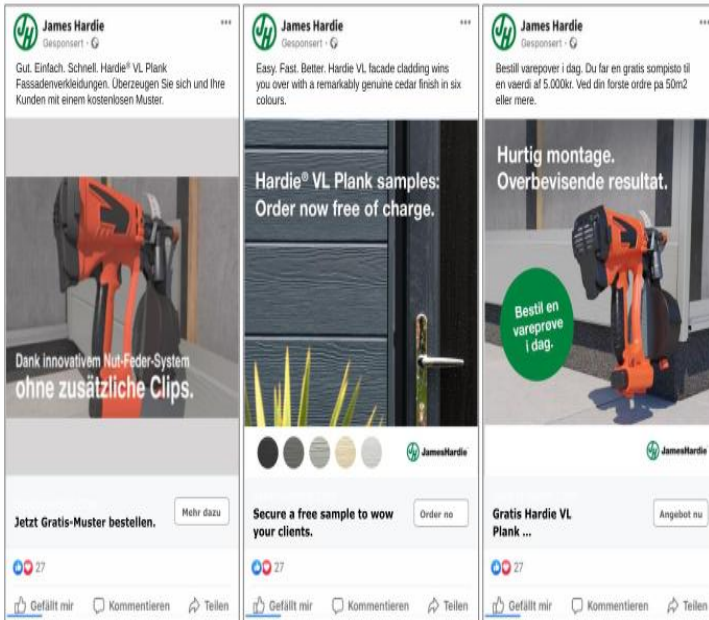 James Hardie
Gesponsert ·
Gut. Einfach. Schnell. Hardie® VL Plank
Fassadenverkleidungen. Überzeugen Sie sich und Ihre
Kunden mit einem kostenlosen Muster.
Dank innovativem Nut-Feder-System
ohne zusätzliche Clips.
Jetzt Gratis-Muster bestellen.
Mehr dazu
27
Gefällt mir
Kommentieren
Teilen
James Hardie
Gesponsert ·
Easy. Fast. Better. Hardie VL facade cladding wins
you over with a remarkably genuine cedar finish in six
colours.
Hardie® VL Plank samples:
Order now free of charge.
JamesHardie
Secure a free sample to wow
your clients.
Order no
27
Gefällt mir
Kommentieren
Teilen
James Hardie
Gesponsert ·
Bestill varepover i dag. Du far en gratis sompisto til
en vaerdi af 5.000kr. Ved din forste ordre pa 50m2
eller mere.
Hurtig montage.
Overbevisende resultat.
Bestil en
vareprøve
i dag.
JamesHardie
Gratis Hardie VL
Plank ...
Angebot nu
27
Gefällt mir
Kommentieren
Teilen